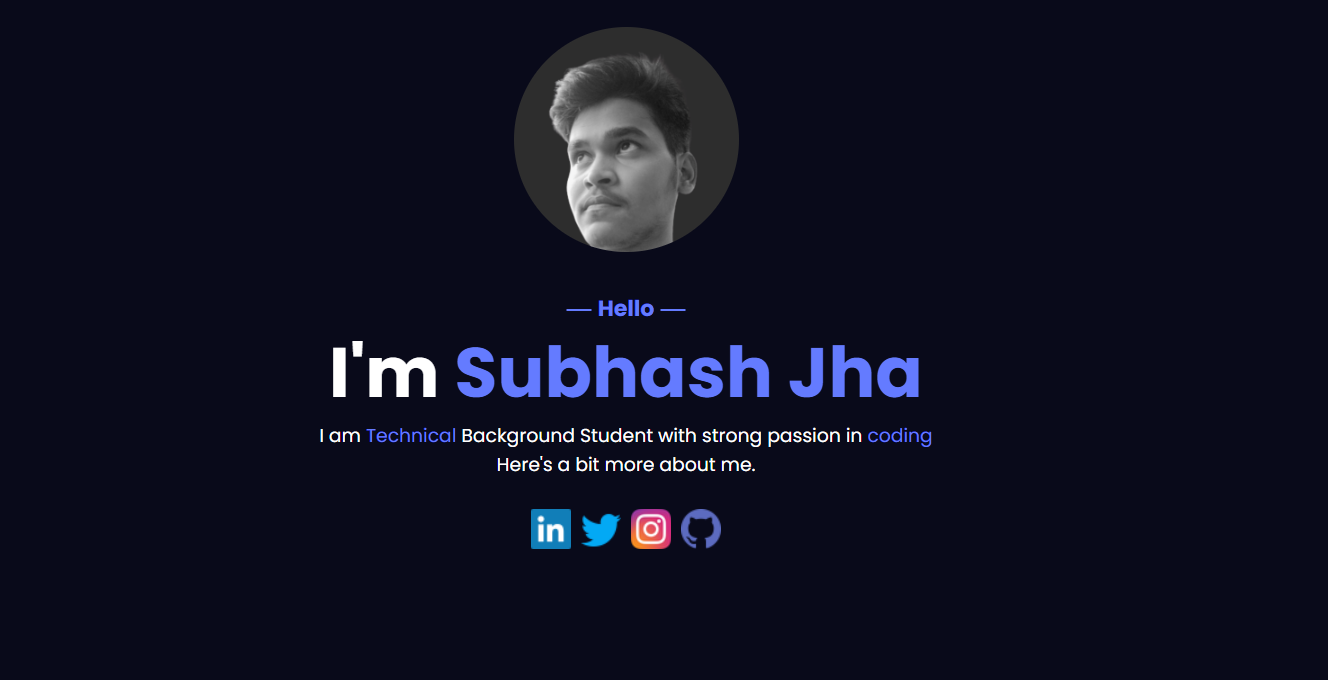 — Hello —
I'm Subhash Jha
I am Technical Background Student with strong passion in coding
Here's a bit more about me.
in